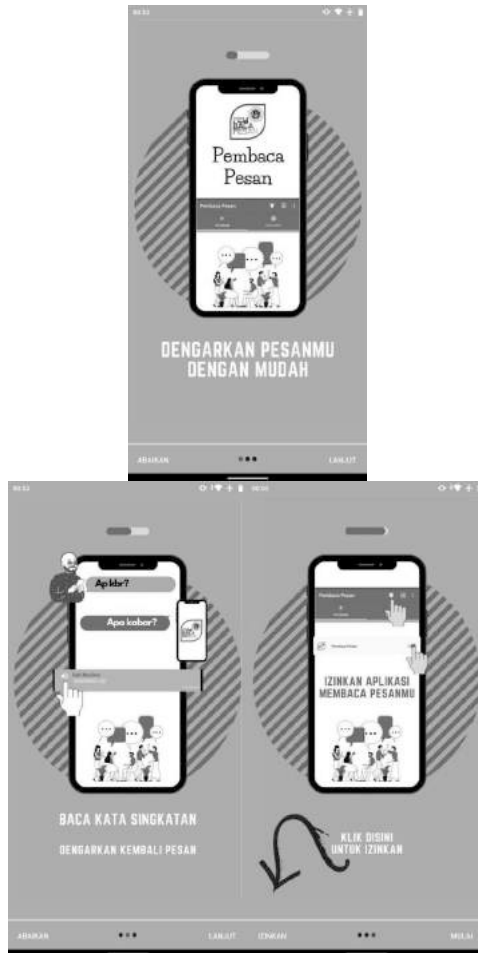 Pembaca
Pesan
Pembaca Pesan
DENGARKAN PESANMU
DENGAN MUDAH
ABAIKAN
LANJUT
Ap kbr?
Apa kabar?
BACA KATA SINGKATAN
DENGARKAN KEMBALI PESAN
ABAIKAN
LANJUT
Pembaca Pesan
Pembaca Pesan
IZINKAN APLIKASI
MEMBACA PESANMU
KLIK DISINI
UNTUK IZINKAN
IZINKAN
MULAI